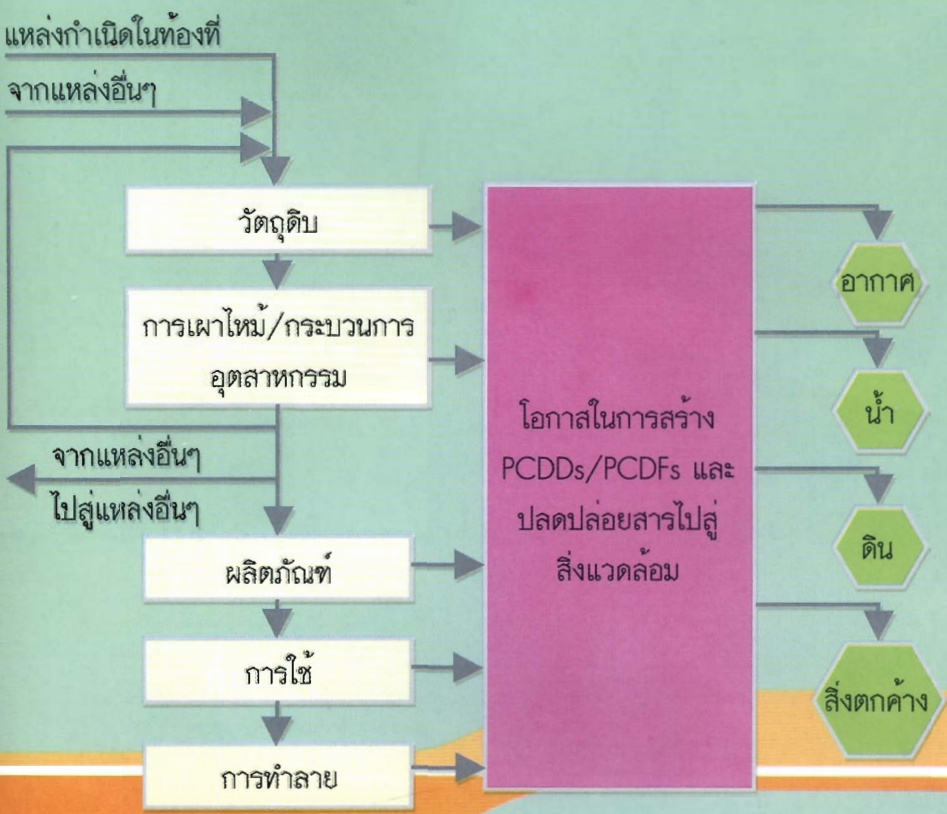 แหล่งกำเนิดในท้องที่
จากแหล่งอื่นๆ
วัตถุดิบ
การเผาไหม้/กระบวนการ
อุตสาหกรรม
จากแหล่งอื่นๆ
ไปสู่แหล่งอื่นๆ
ผลิตภัณฑ์
การใช้
การทำลาย
โอกาสในการสร้าง
PCDDs/PCDFs และ
ปลดปล่อยสารไปสู่
สิ่งแวดล้อม
อากาศ
น้ำ
ดิน
สิ่งตกค้าง